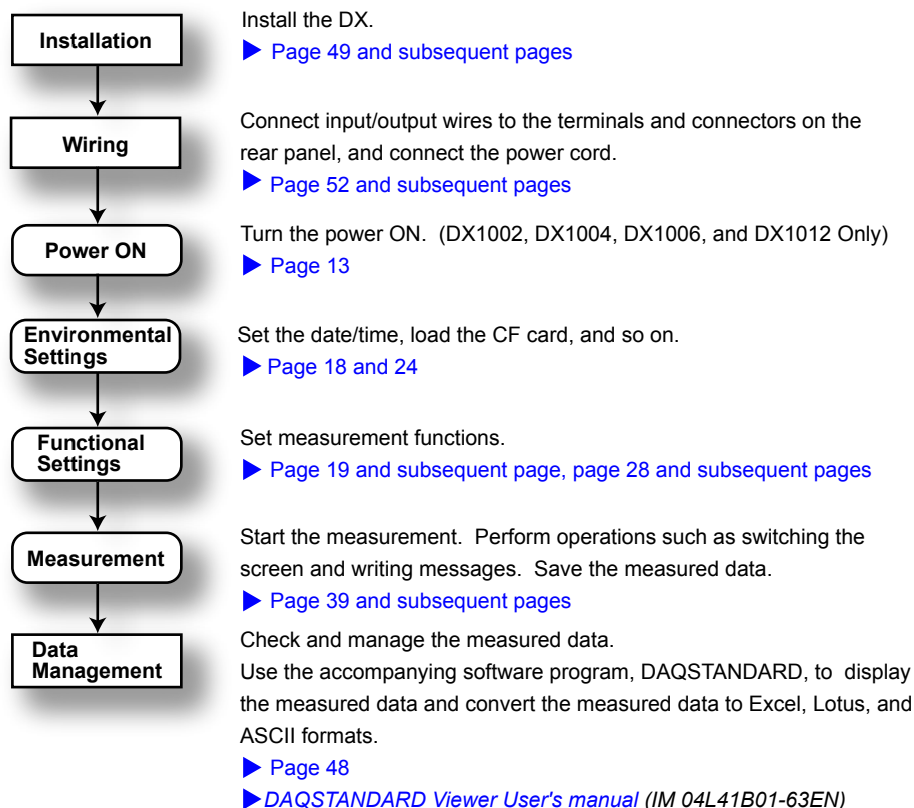 Installation
Install the DX.
▶ Page 49 and subsequent pages
Wiring
Connect input/output wires to the terminals and connectors on the
rear panel, and connect the power cord.
▶ Page 52 and subsequent pages
Power ON
Turn the power ON.  (DX1002, DX1004, DX1006, and DX1012 Only)
▶ Page 13
Environmental
Settings
Set the date/time, load the CF card, and so on.
▶ Page 18 and 24
Functional
Settings
Set measurement functions.
▶ Page 19 and subsequent page, page 28 and subsequent pages
Measurement
Start the measurement.  Perform operations such as switching the
screen and writing messages.  Save the measured data.
▶ Page 39 and subsequent pages
Data
Management
Check and manage the measured data.
Use the accompanying software program, DAQSTANDARD, to  display
the measured data and convert the measured data to Excel, Lotus, and
ASCII formats.
▶ Page 48
▶ DAQSTANDARD Viewer User's manual (IM 04L41B01-63EN)